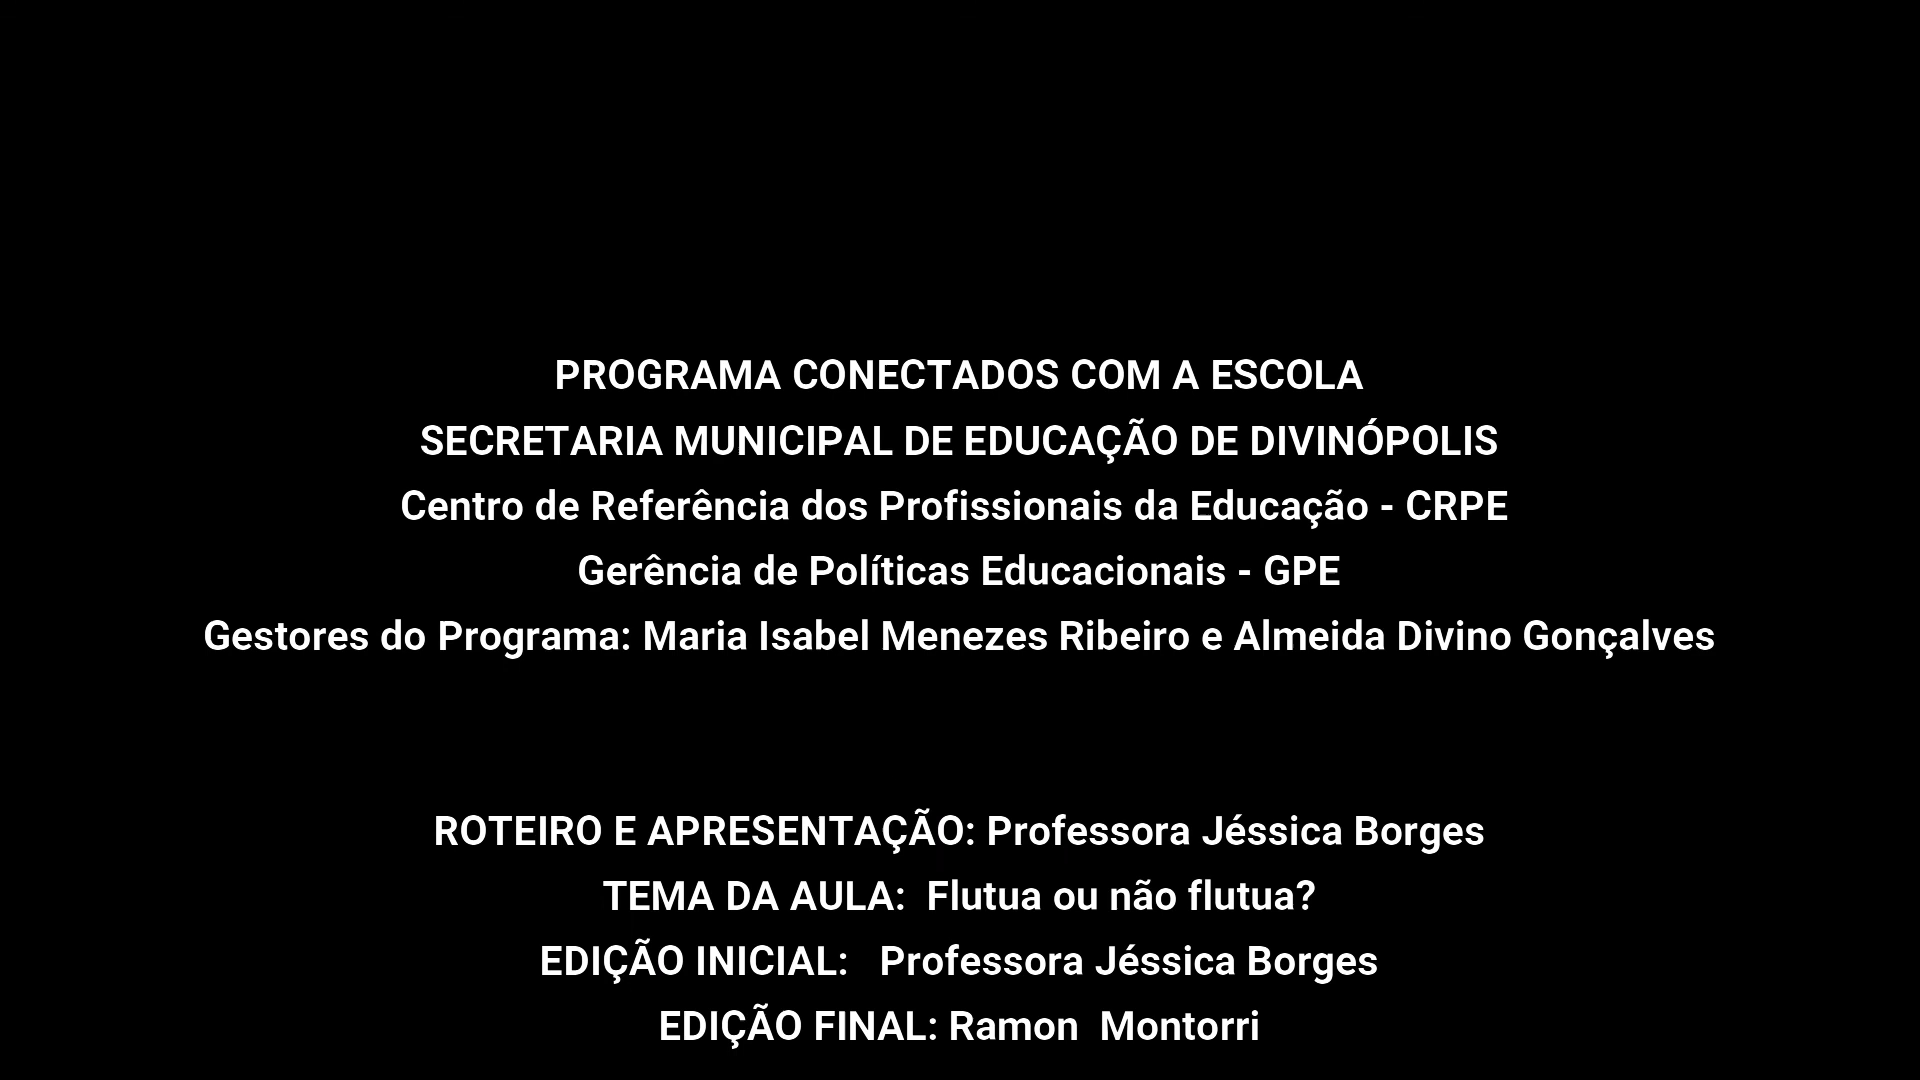 PROGRAMA CONECTADOS COM A ESCOLA
SECRETARIA MUNICIPAL DE EDUCAÇÃO DE DIVINÓPOLIS
Centro de Referência dos Profissionais da Educação - CRPE
Gerência de Políticas Educacionais - GPE
Gestores do Programa: Maria Isabel Menezes Ribeiro e Almeida Divino Gonçalves
ROTEIRO E APRESENTAÇÃO: Professora Jéssica Borges
TEMA DA AULA:  Flutua ou não flutua?
EDIÇÃO INICIAL:   Professora Jéssica Borges
EDIÇÃO FINAL: Ramon  Montorri